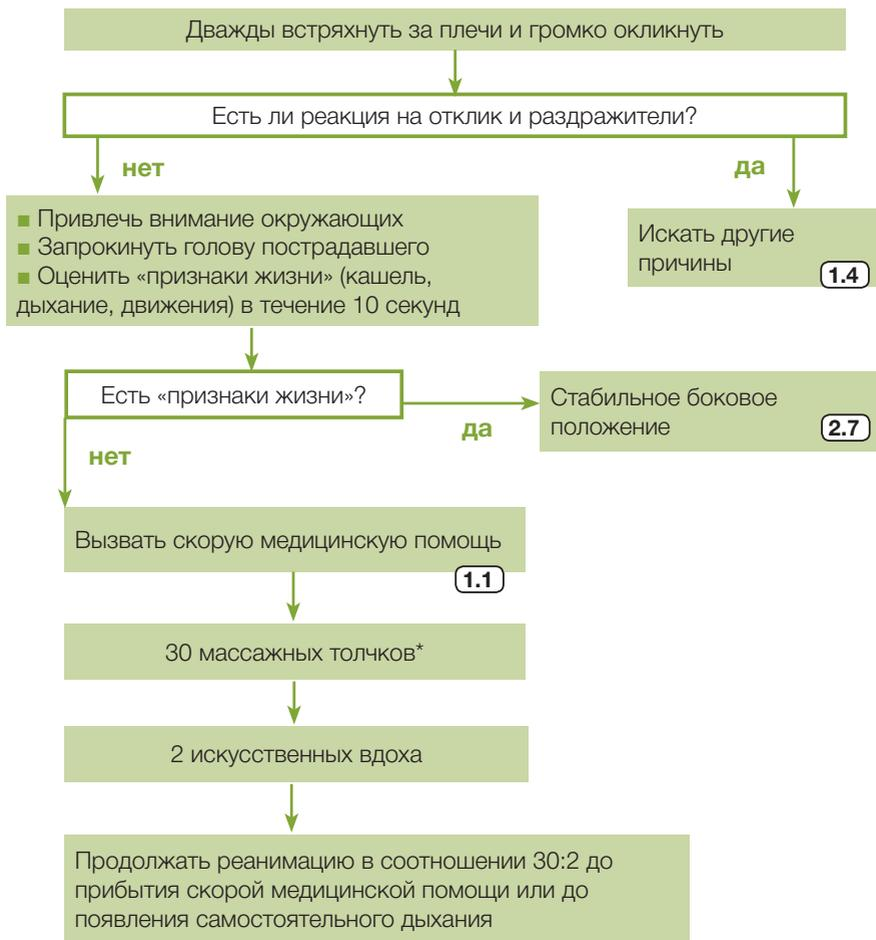 Дважды встряхнуть за плечи и громко окликнуть
Есть ли реакция на отклик и раздражители?
нет
да
■ Привлечь внимание окружающих
■ Запрокинуть голову пострадавшего
■ Оценить «признаки жизни» (кашель,
дыхание, движения) в течение 10 секунд
Искать другие
причины
1.4
Есть «признаки жизни»?
да
Стабильное боковое
положение
2.7
нет
Вызвать скорую медицинскую помощь
1.1
30 массажных толчков*
2 искусственных вдоха
Продолжать реанимацию в соотношении 30:2 до
прибытия скорой медицинской помощи или до
появления самостоятельного дыхания